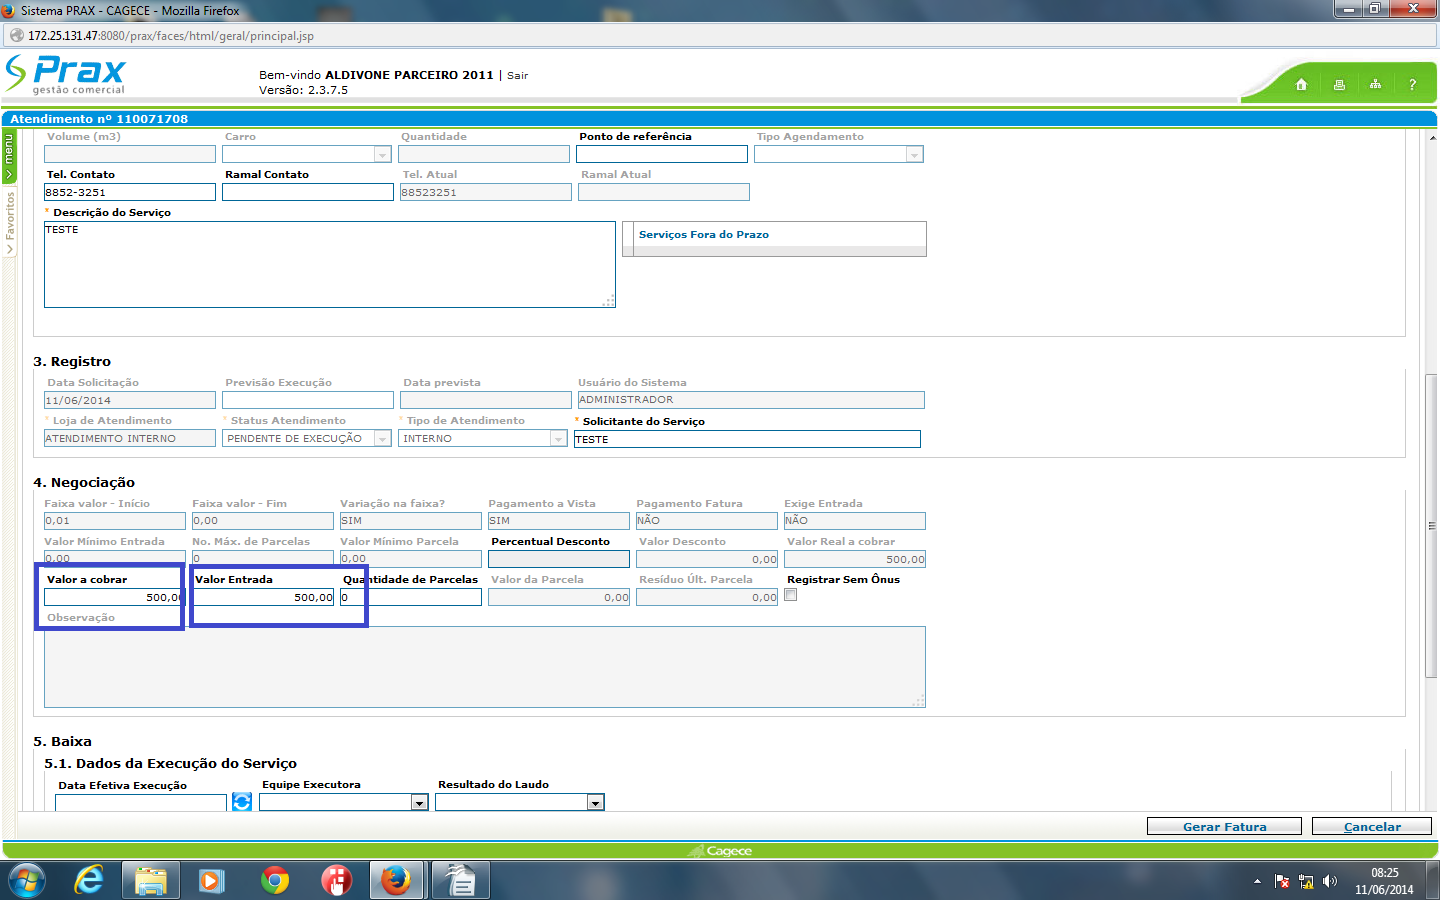 Sistema PRAX - CAGECE - Mozilla Firefox
172.25.131.47:8080/prax/faces/html/geral/principal.jsp
Prax
gestão comercial
Bem-vindo ALDIVONE PARCEIRO 2011 | Sair
Versão: 2.3.7.5
?
Atendimento nº 110071708
menu
Favoritos
Volume (m3) Carro Quantidade Ponto de referência Tipo Agendamento
Tel. Contato Ramal Contato Tel. Atual Ramal Atual
8852-3251 88523251
* Descrição do Serviço
TESTE
Serviços Fora do Prazo
3. Registro
Data Solicitação Previsão Execução Data prevista Usuário do Sistema
11/06/2014 ADMINISTRADOR
* Loja de Atendimento * Status Atendimento * Tipo de Atendimento * Solicitante do Serviço
ATENDIMENTO INTERNO PENDENTE DE EXECUÇÃO INTERNO TESTE
4. Negociação
Faixa valor - Início Faixa valor - Fim Variação na faixa? Pagamento a Vista Pagamento Fatura Exige Entrada
0,01 0,00 SIM SIM NÃO NÃO
Valor Mínimo Entrada No. Máx. de Parcelas Valor Mínimo Parcela Percentual Desconto Valor Desconto Valor Real a cobrar
0,00 0 0,00 0,00 500,00
Valor a cobrar Valor Entrada Quantidade de Parcelas Valor da Parcela Resíduo Últ. Parcela Registrar Sem Ônus
500,00 500,00 0 0,00 0,00
Observação
5. Baixa
5.1. Dados da Execução do Serviço
Data Efetiva Execução Equipe Executora Resultado do Laudo
Gerar Fatura Cancelar
Cagece
08:25
11/06/2014